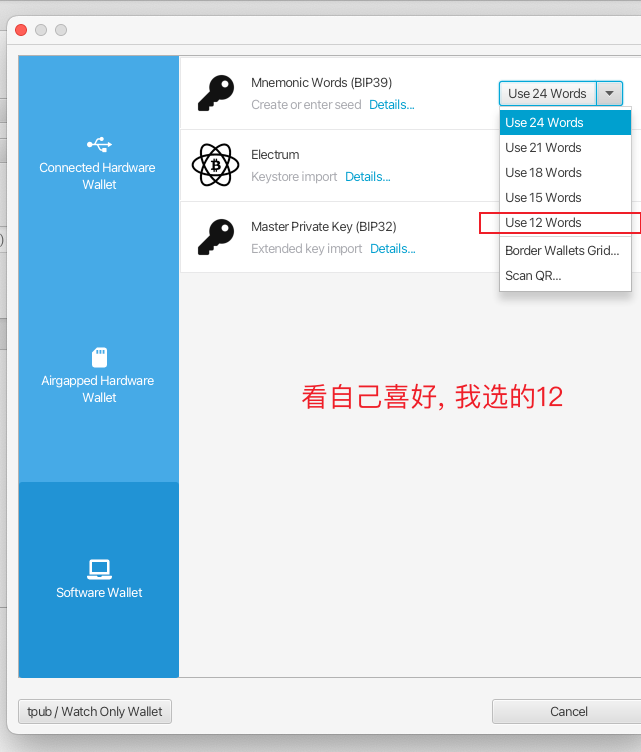 Mnemonic Words (BIP39)
Create or enter seed Details...
Use 24 Words
Use 24 Words
Use 21 Words
Use 18 Words
Use 15 Words
Use 12 Words
Border Wallets Grid...
Scan QR...
Connected Hardware
Wallet
Electrum
Keystore import Details...
Master Private Key (BIP32)
Extended key import Details...
Airgapped Hardware
Wallet
看自己喜好, 我选的12
Software Wallet
tpub / Watch Only Wallet
Cancel